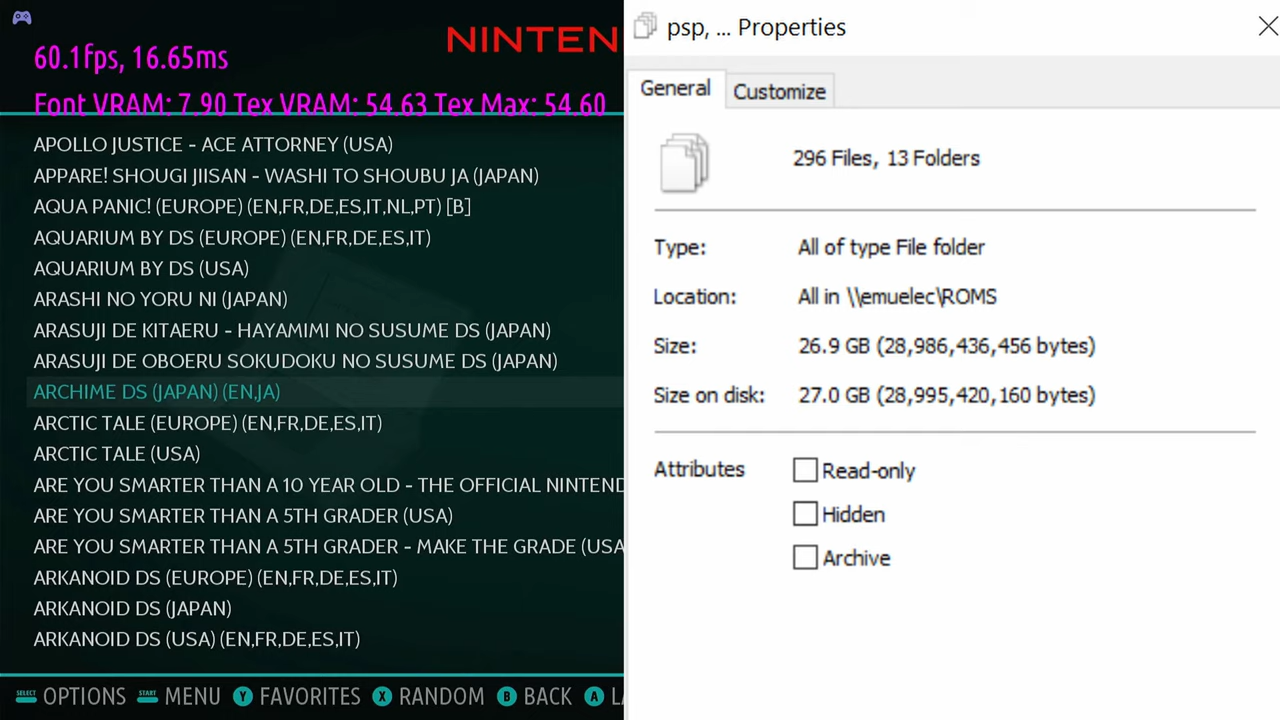 NINTEN
60.1fps, 16.65ms
Font VRAM: 7.90 Tex VRAM: 54.63 Tex Max: 54.60
APOLLO JUSTICE - ACE ATTORNEY (USA)
APPARE! SHOUGI JIISAN - WASHI TO SHOUBU JA (JAPAN)
AQUA PANIC! (EUROPE) (EN,FR,DE,ES,IT,NL,PT) [B]
AQUARIUM BY DS (EUROPE) (EN,FR,DE,ES,IT)
AQUARIUM BY DS (USA)
ARASHI NO YORU NI (JAPAN)
ARASUJI DE KITAERU - HAYAMIMI NO SUSUME DS (JAPAN)
ARASUJI DE OBOERU SOKUDOKU NO SUSUME DS (JAPAN)
ARCHIME DS (JAPAN) (EN,JA)
ARCTIC TALE (EUROPE) (EN,FR,DE,ES,IT)
ARCTIC TALE (USA)
ARE YOU SMARTER THAN A 10 YEAR OLD - THE OFFICIAL NINTEND
ARE YOU SMARTER THAN A 5TH GRADER (USA)
ARE YOU SMARTER THAN A 5TH GRADER - MAKE THE GRADE (USA
ARKANOID DS (EUROPE) (EN,FR,DE,ES,IT)
ARKANOID DS (JAPAN)
ARKANOID DS (USA) (EN,FR,DE,ES,IT)
SELECT OPTIONS START MENU Y FAVORITES X RANDOM B BACK A LA
psp, ... Properties
General Customize
296 Files, 13 Folders
Type: All of type File folder
Location: All in \\emuelec\ROMS
Size: 26.9 GB (28,986,436,456 bytes)
Size on disk: 27.0 GB (28,995,420,160 bytes)
Attributes Read-only
Hidden
Archive